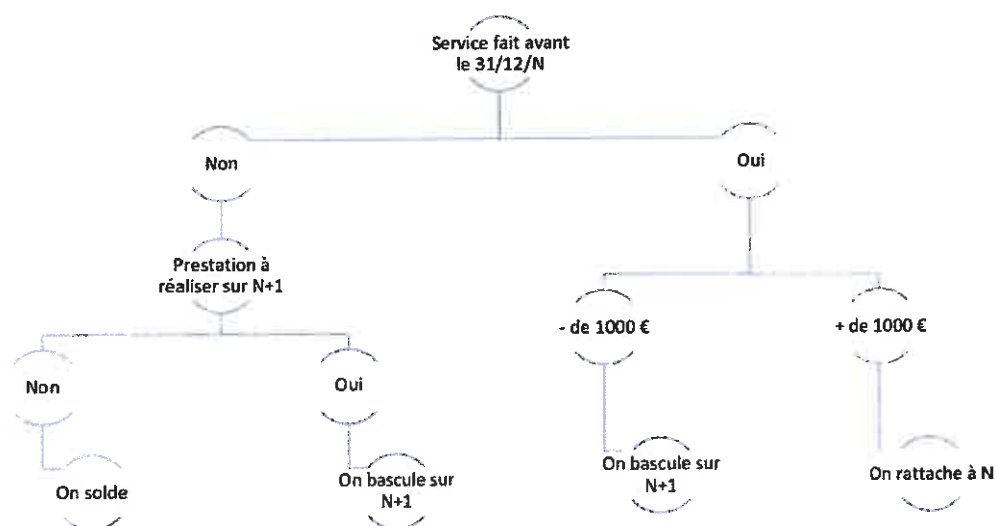 Service fait avant
le 31/12/N
Non
Oui
Prestation à
réaliser sur N+1
- de 1000 €
+ de 1000 €
Non
Oui
On solde
On bascule sur
N+1
On bascule sur
N+1
On rattache à N